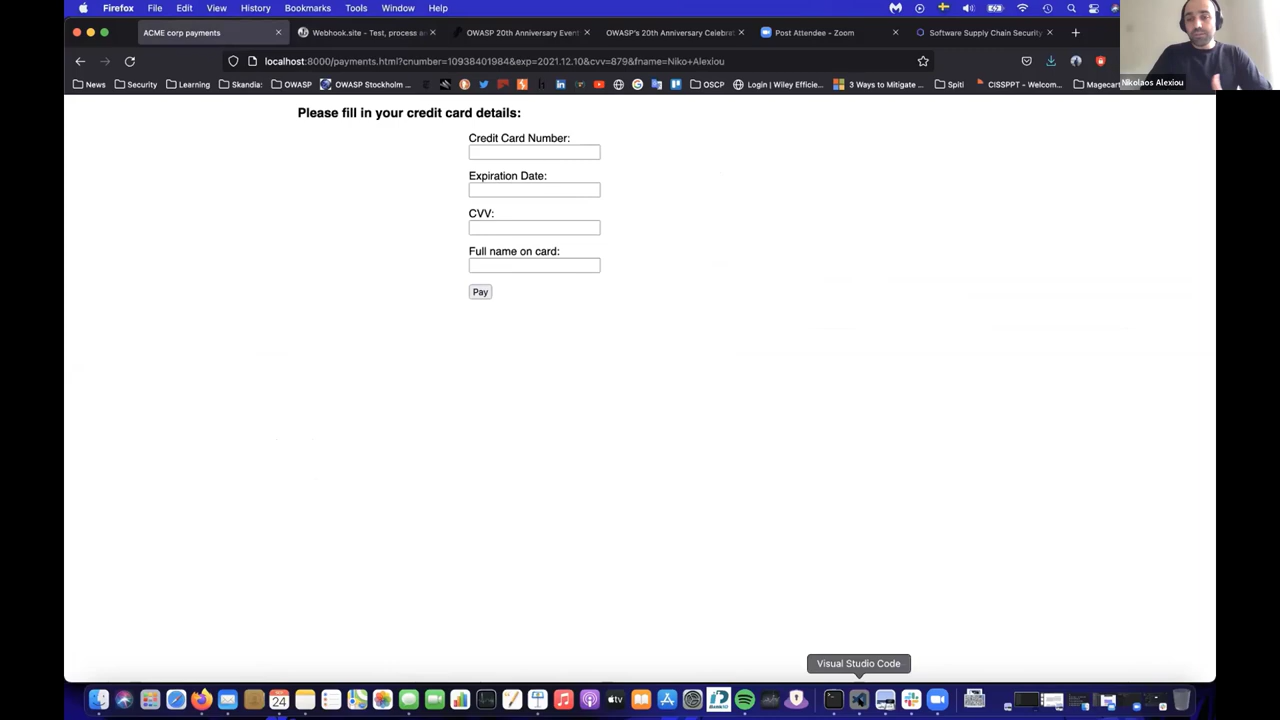 Firefox File Edit View History Bookmarks Tools Window Help
ACME corp payments
Webhook.site - Test, process an
OWASP 20th Anniversary Event
OWASP's 20th Anniversary Celebrat
Post Attendee - Zoom
Software Supply Chain Security
localhost:8000/payments.html?cnumber=10938401984&exp=2021.12.10&cvv=879&fname=Niko+Alexiou
Nikolaos Alexiou
News Security Learning Skandia: OWASP OWASP Stockholm ... OSCP Login | Wiley Efficie... 3 Ways to Mitigate ... Spiti CISSPPT - Welcom... Magecart
Please fill in your credit card details:
Credit Card Number:
Expiration Date:
CVV:
Full name on card:
Pay
Visual Studio Code
24
tv